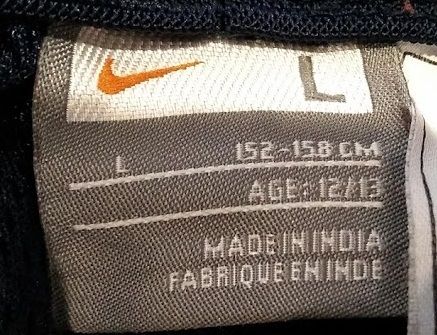 L
L 152-158 CM
AGE: 12/13
MADE IN INDIA
FABRIQUE EN INDE